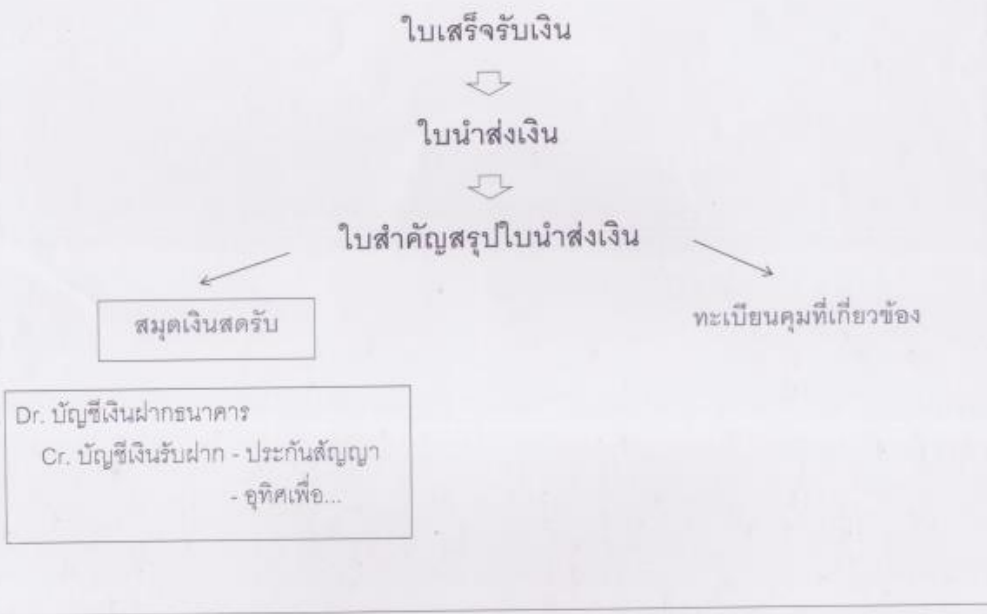 ใบเสร็จรับเงิน
ใบนำส่งเงิน
ใบสำคัญสรุปใบนำส่งเงิน
สมุดเงินสดรับ
ทะเบียนคุมที่เกี่ยวข้อง
Dr. บัญชีเงินฝากธนาคาร
Cr. บัญชีเงินรับฝาก - ประกันสัญญา
- อุทิศเพื่อ...